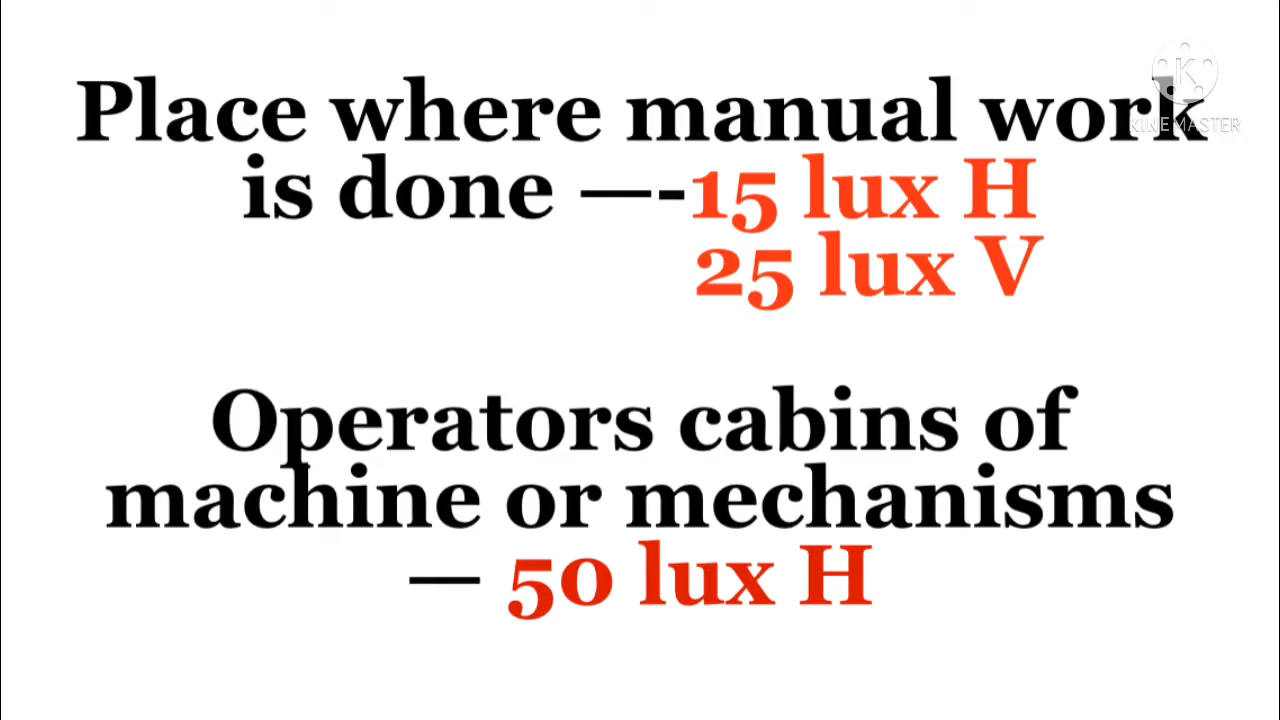 Place where manual work
is done —-15 lux H
25 lux V
Operators cabins of
machine or mechanisms
— 50 lux H
K
KINEMASTER